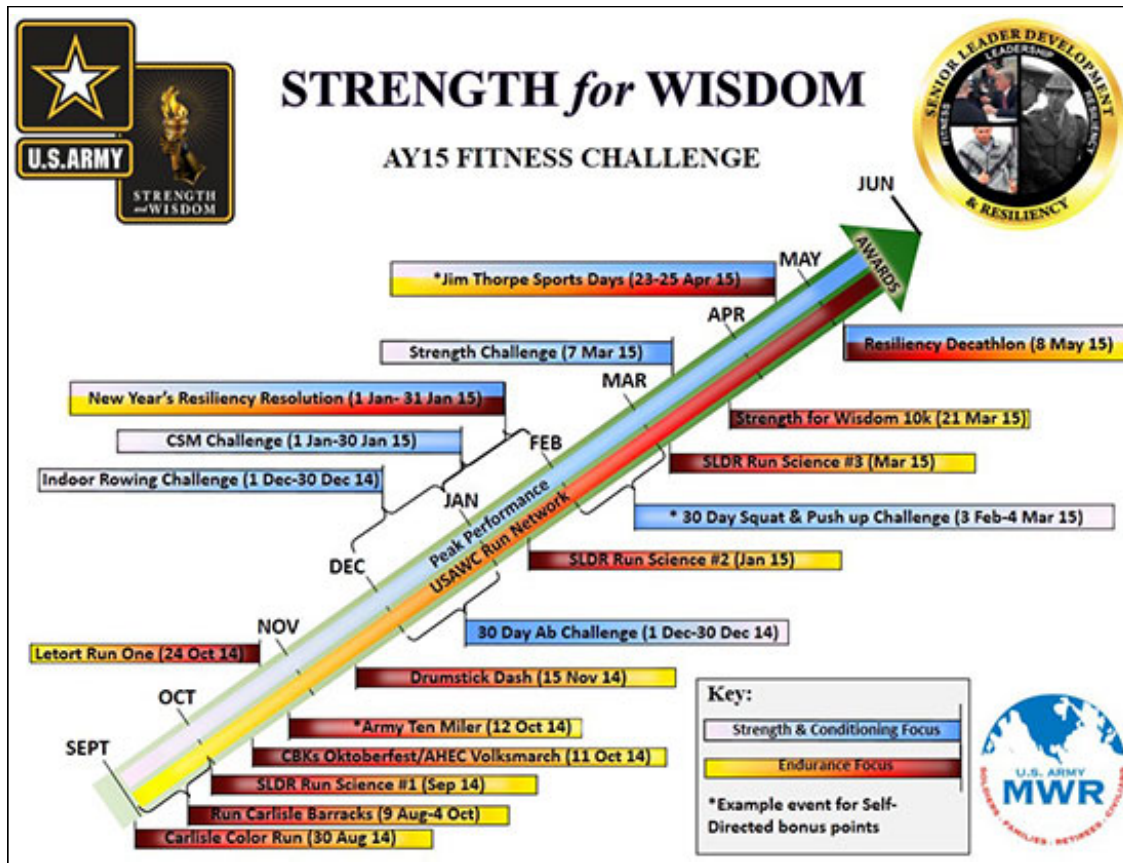 STRENGTH for WISDOM
AY15 FITNESS CHALLENGE
U.S.ARMY
STRENGTH
and WISDOM
SENIOR LEADER DEVELOPMENT
& RESILIENCY
FITNESS
LEADERSHIP
RESILIENCY
JUN
AWARDS
MAY
*Jim Thorpe Sports Days (23-25 Apr 15)
APR
Resiliency Decathlon (8 May 15)
Strength Challenge (7 Mar 15)
MAR
New Year's Resiliency Resolution (1 Jan- 31 Jan 15)
Strength for Wisdom 10k (21 Mar 15)
CSM Challenge (1 Jan-30 Jan 15)
FEB
SLDR Run Science #3 (Mar 15)
Indoor Rowing Challenge (1 Dec-30 Dec 14)
JAN
Peak Performance
USAWC Run Network
* 30 Day Squat & Push up Challenge (3 Feb-4 Mar 15)
DEC
SLDR Run Science #2 (Jan 15)
NOV
30 Day Ab Challenge (1 Dec-30 Dec 14)
Letort Run One (24 Oct 14)
Drumstick Dash (15 Nov 14)
OCT
*Army Ten Miler (12 Oct 14)
SEPT
CBKs Oktoberfest/AHEC Volksmarch (11 Oct 14)
SLDR Run Science #1 (Sep 14)
Run Carlisle Barracks (9 Aug-4 Oct)
Carlisle Color Run (30 Aug 14)
Key:
Strength & Conditioning Focus
Endurance Focus
*Example event for Self-
Directed bonus points
U.S. ARMY
MWR
SOLDIERS - FAMILIES - RETIREES - CIVILIANS